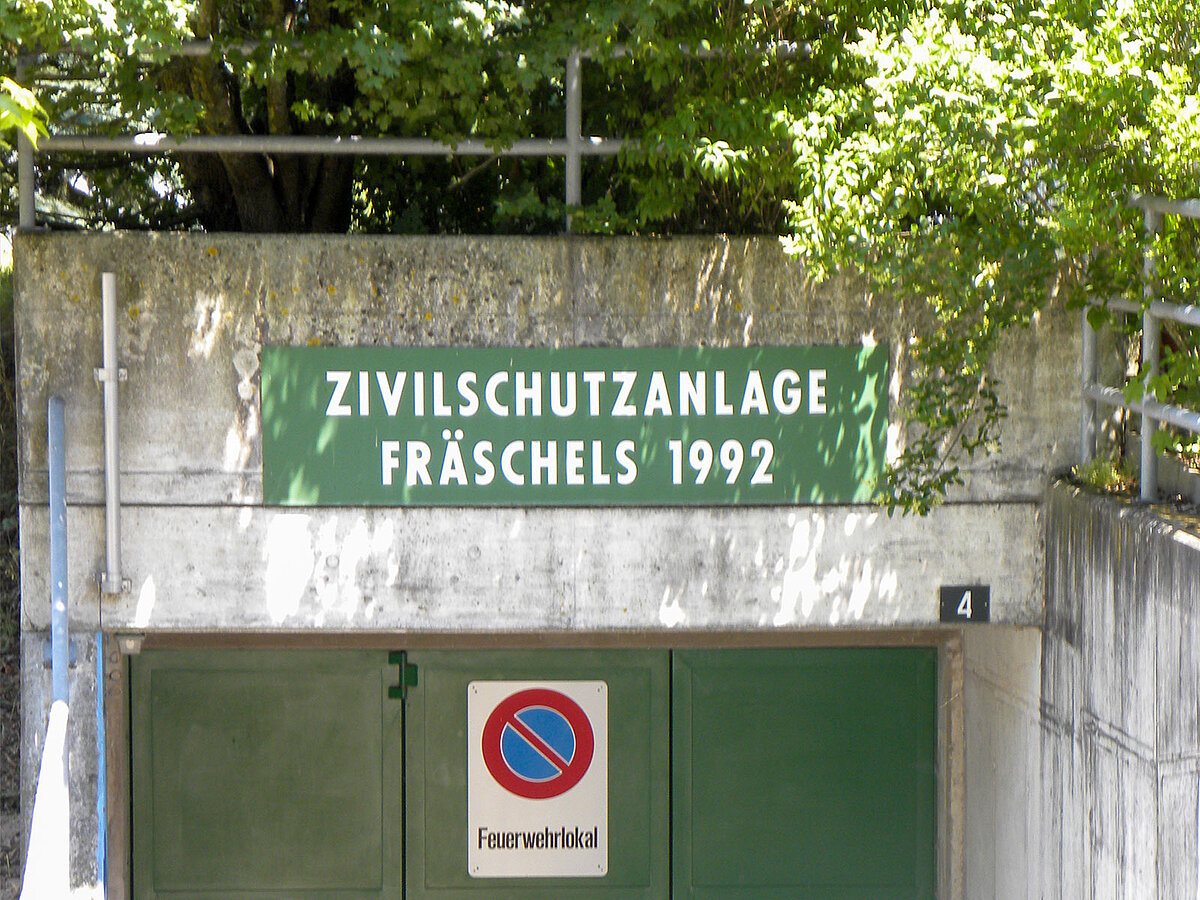 ZIVILSCHUTZANLAGE
FRÄSCHELS 1992
4
Feuerwehrlokal